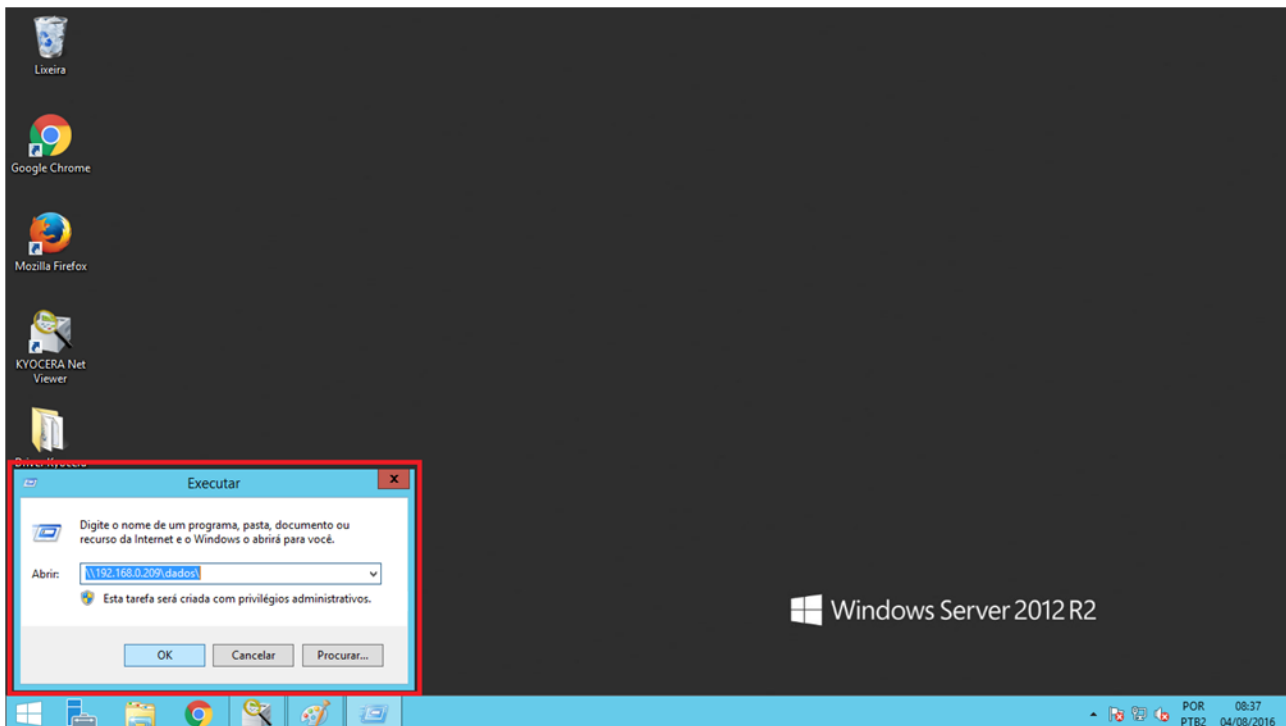 Lixeira
Google Chrome
Mozilla Firefox
KYOCERA Net
Viewer
Driver Kyocera
Executar
x
Digite o nome de um programa, pasta, documento ou
recurso da Internet e o Windows o abrirá para você.
Abrir:
\\192.168.0.209\dados\
Esta tarefa será criada com privilégios administrativos.
OK
Cancelar
Procurar...
Windows Server 2012 R2
POR
PTB2
08:37
04/08/2016